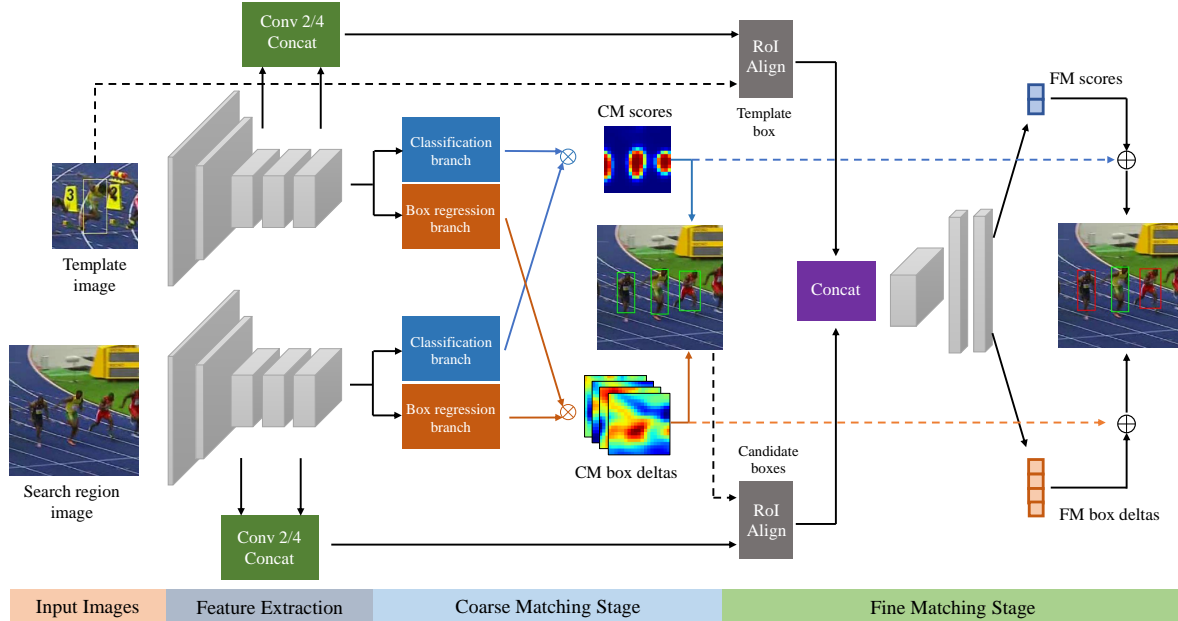 Conv 2/4
Concat
RoI
Align
Template
box
FM scores
CM scores
Classification
branch
Box regression
branch
3
Template
image
Concat
Classification
branch
Box regression
branch
CM box deltas
Candidate
boxes
RoI
Align
FM box deltas
Search region
image
Conv 2/4
Concat
Input Images
Feature Extraction
Coarse Matching Stage
Fine Matching Stage